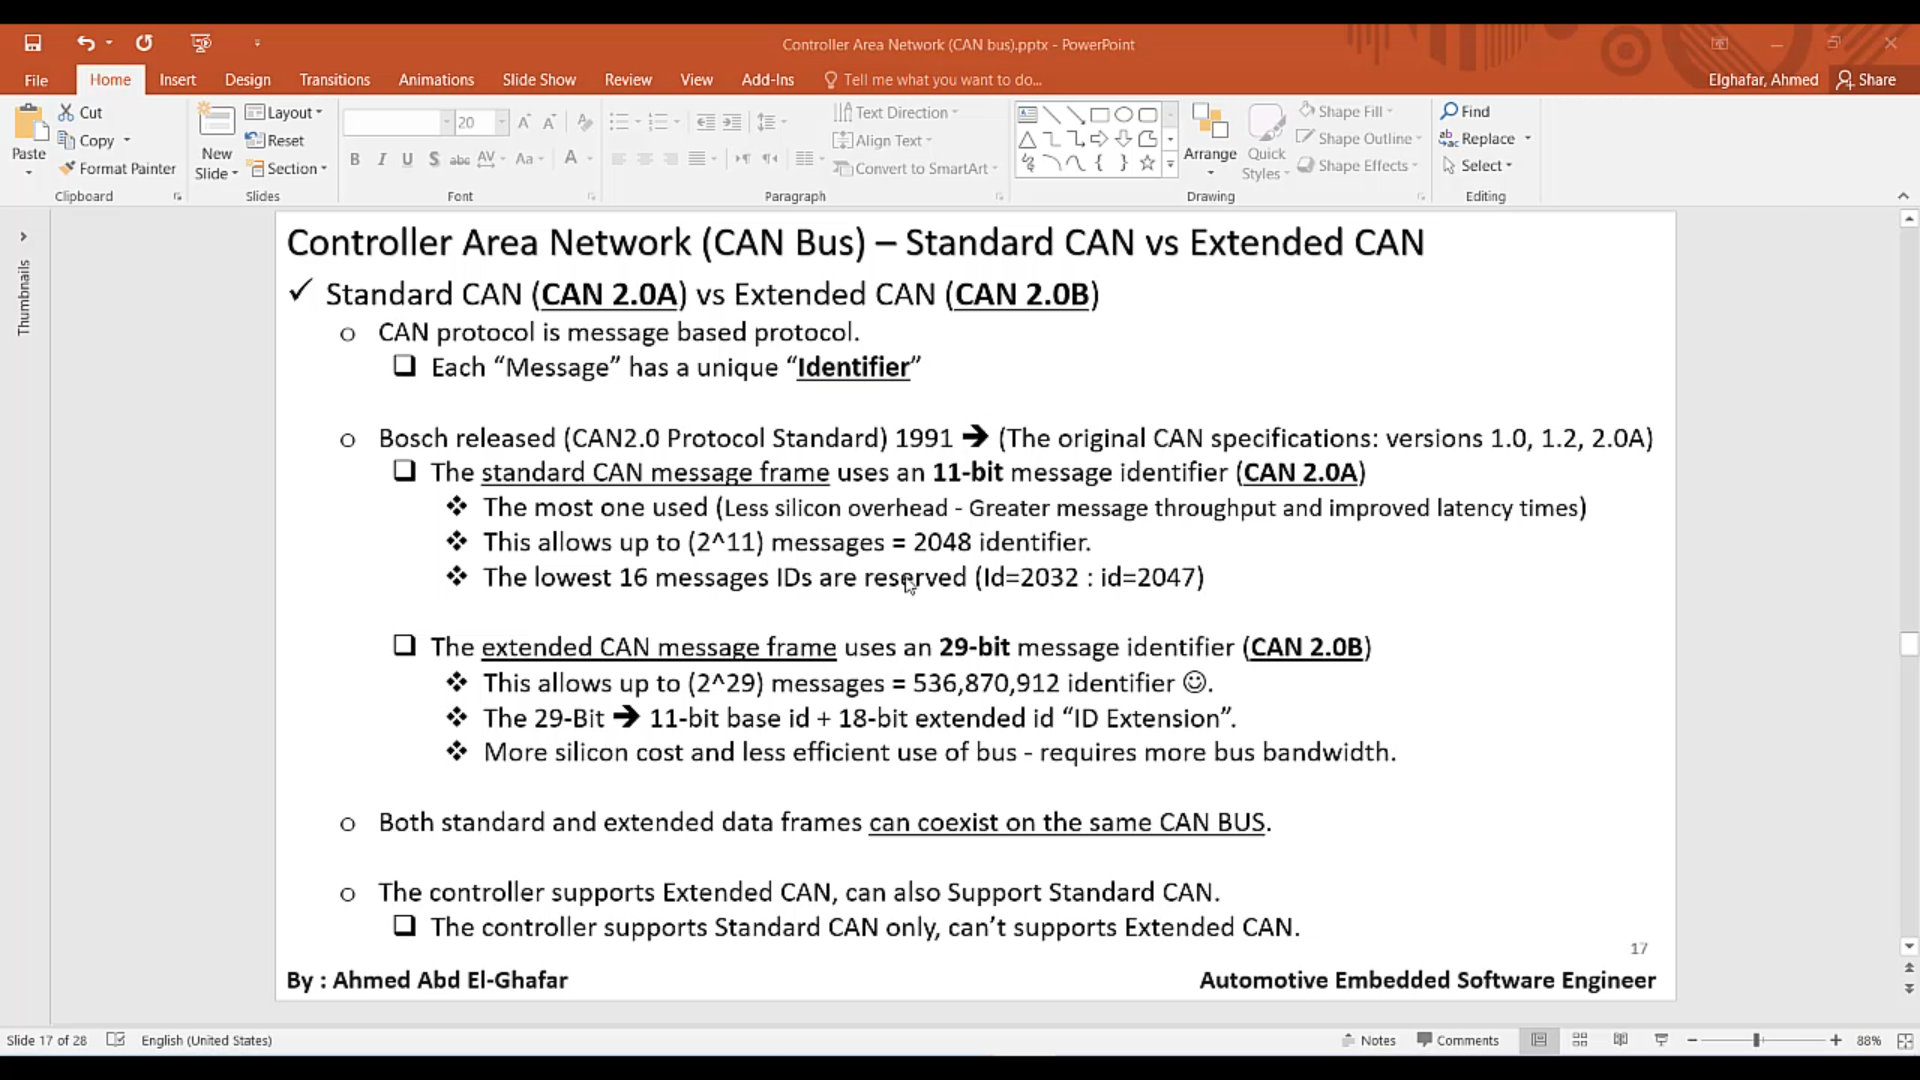 Controller Area Network (CAN bus).pptx - PowerPoint
File Home Insert Design Transitions Animations Slide Show Review View Add-Ins Tell me what you want to do... Elghafar, Ahmed Share
Paste
Cut
Copy
Format Painter
Clipboard
New
Slide
Layout
Reset
Section
Slides
20
B I U S abc AV Aa A
Font
Text Direction
Align Text
Convert to SmartArt
Paragraph
Arrange
Quick
Styles
Shape Fill
Shape Outline
Shape Effects
Drawing
Find
Replace
Select
Editing
Thumbnails
Controller Area Network (CAN Bus) – Standard CAN vs Extended CAN
✓ Standard CAN (CAN 2.0A) vs Extended CAN (CAN 2.0B)
o CAN protocol is message based protocol.
❑ Each “Message” has a unique “Identifier”
o Bosch released (CAN2.0 Protocol Standard) 1991 ➔ (The original CAN specifications: versions 1.0, 1.2, 2.0A)
❑ The standard CAN message frame uses an 11-bit message identifier (CAN 2.0A)
❖ The most one used (Less silicon overhead - Greater message throughput and improved latency times)
❖ This allows up to (2^11) messages = 2048 identifier.
❖ The lowest 16 messages IDs are reserved (Id=2032 : id=2047)
❑ The extended CAN message frame uses an 29-bit message identifier (CAN 2.0B)
❖ This allows up to (2^29) messages = 536,870,912 identifier ☺.
❖ The 29-Bit ➔ 11-bit base id + 18-bit extended id “ID Extension”.
❖ More silicon cost and less efficient use of bus - requires more bus bandwidth.
o Both standard and extended data frames can coexist on the same CAN BUS.
o The controller supports Extended CAN, can also Support Standard CAN.
❑ The controller supports Standard CAN only, can’t supports Extended CAN.
17
By : Ahmed Abd El-Ghafar
Automotive Embedded Software Engineer
Slide 17 of 28 English (United States) Notes Comments 88%